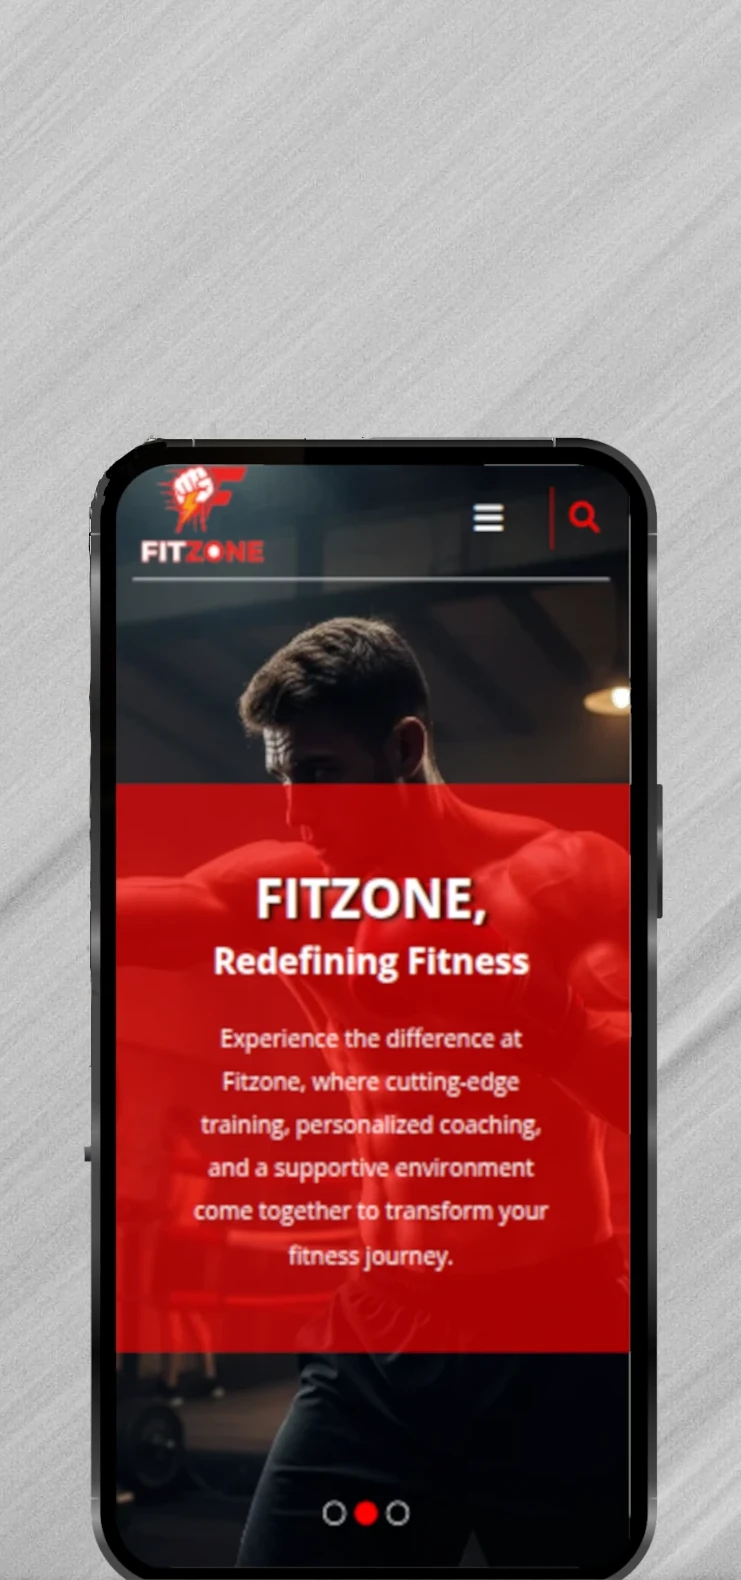 FITZONE
FITZONE,
Redefining Fitness
Experience the difference at
Fitzone, where cutting-edge
training, personalized coaching,
and a supportive environment
come together to transform your
fitness journey.